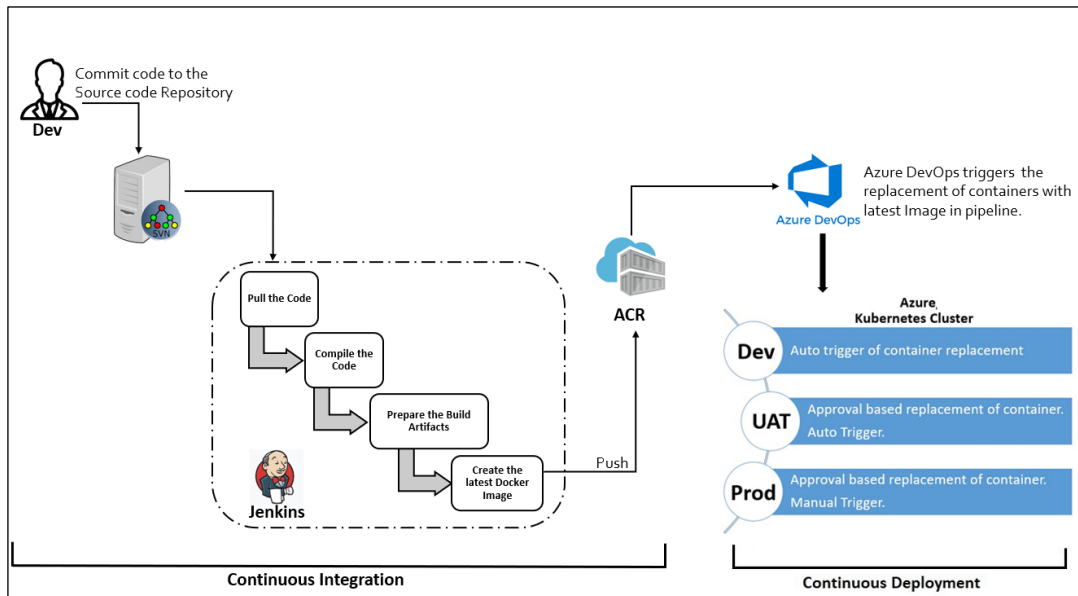 Commit code to the
Source code Repository
Dev
SVN
Pull the Code
Compile the
Code
Prepare the Build
Artifacts
Create the
latest Docker
Image
Jenkins
Push
ACR
Azure DevOps
Azure DevOps triggers the
replacement of containers with
latest Image in pipeline.
Azure
Kubernetes Cluster
Dev
Auto trigger of container replacement
UAT
Approval based replacement of container.
Auto Trigger.
Prod
Approval based replacement of container.
Manual Trigger.
Continuous Integration
Continuous Deployment